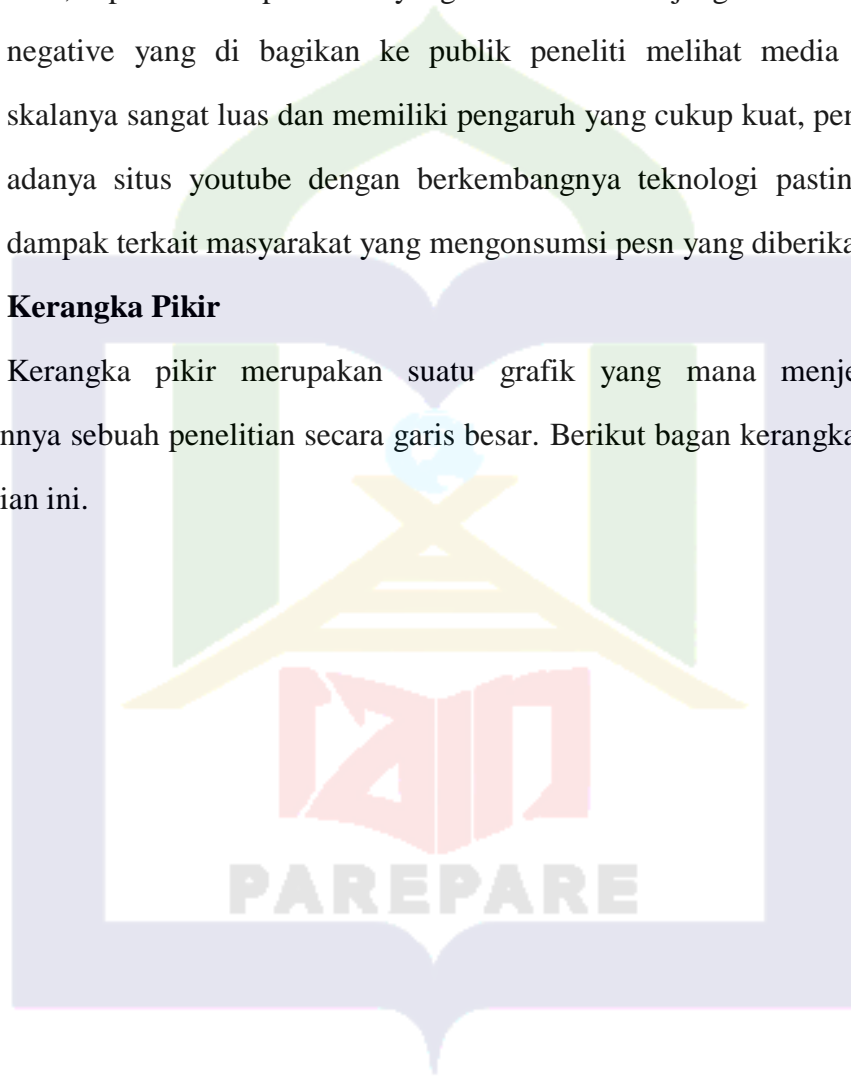 negative yang di bagikan ke publik peneliti melihat media
skalanya sangat luas dan memiliki pengaruh yang cukup kuat,
adanya situs youtube dengan berkembangnya teknologi
dampak terkait masyarakat yang mengonsumsi pesn yang
Kerangka Pikir
Kerangka pikir merupakan suatu grafik yang mana
sebuah penelitian secara garis besar. Berikut bagan kerangka
ini.
PAREPARE